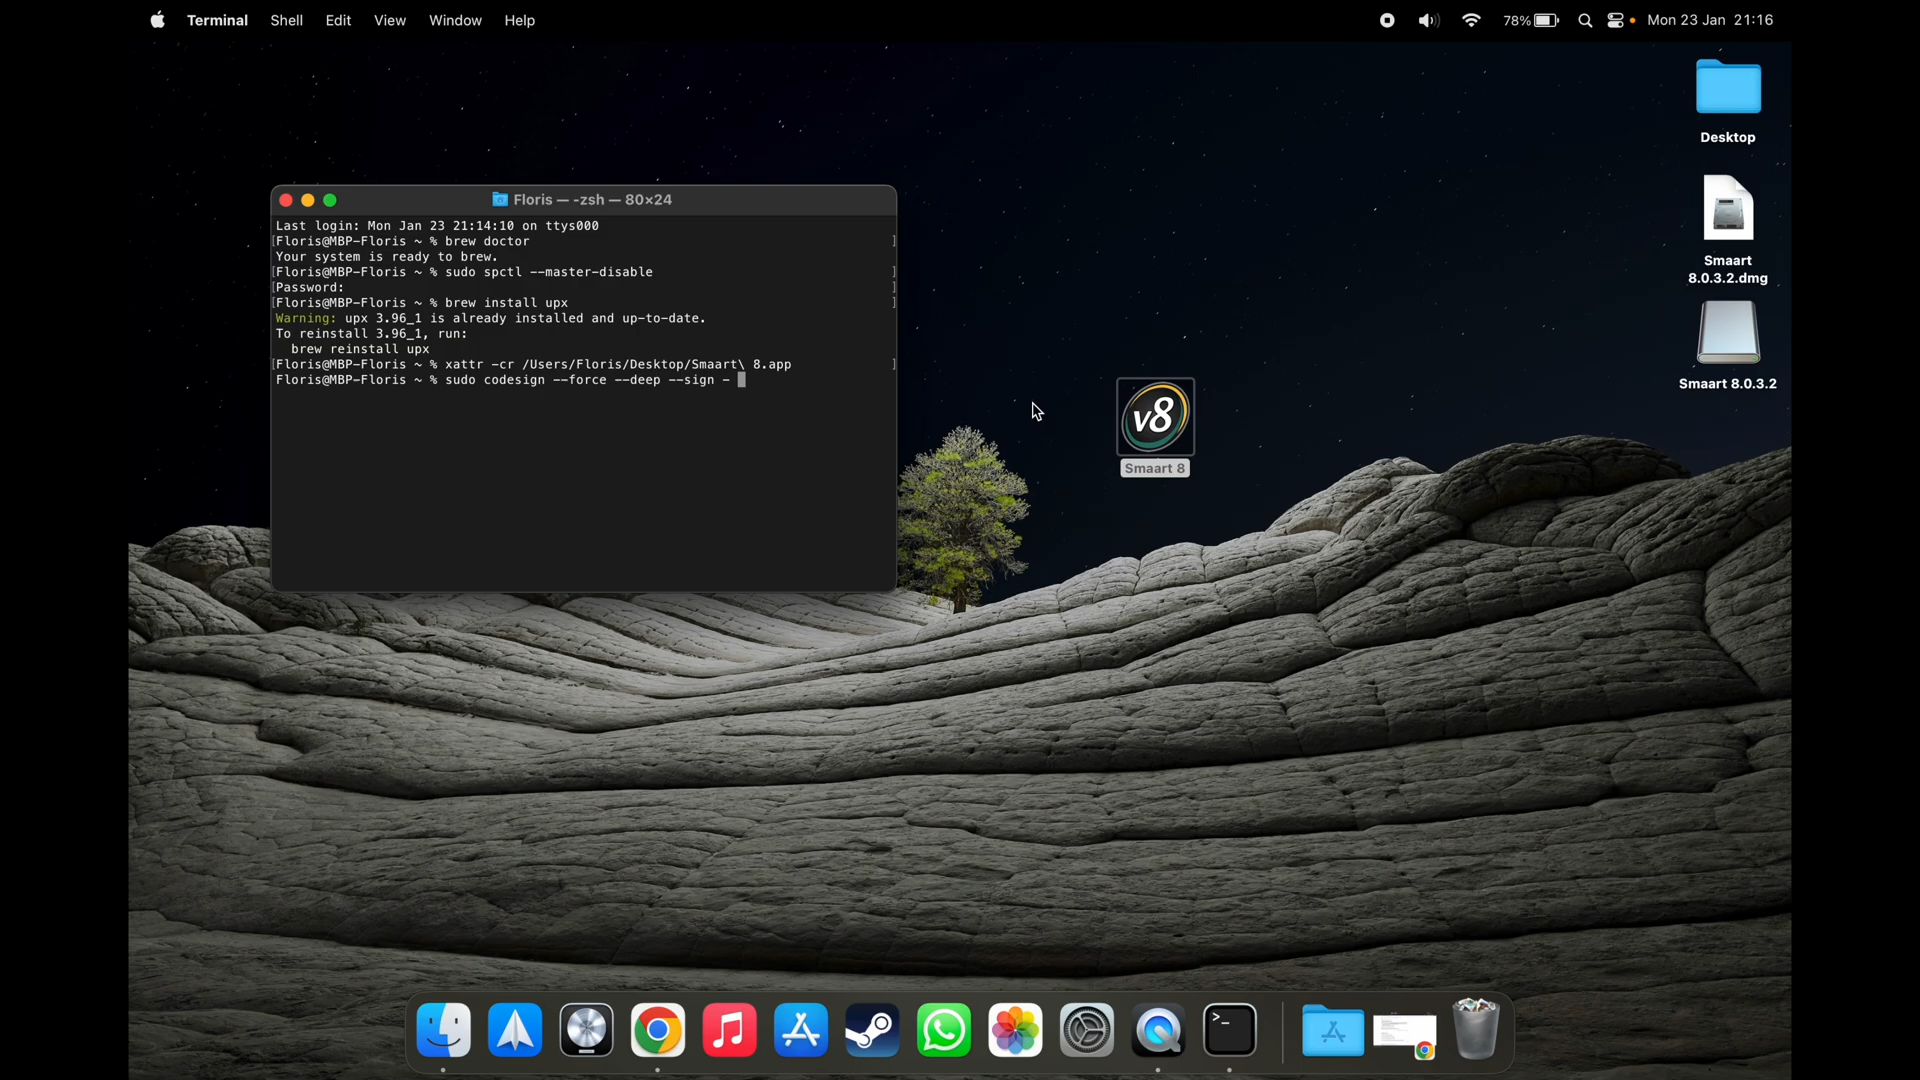 Terminal Shell Edit View Window Help 78% Mon 23 Jan 21:16
Desktop
Smaart
8.0.3.2.dmg
Smaart 8.0.3.2
Floris — -zsh — 80×24
Last login: Mon Jan 23 21:14:10 on ttys000
[Floris@MBP-Floris ~ % brew doctor ]
Your system is ready to brew.
[Floris@MBP-Floris ~ % sudo spctl --master-disable ]
[Password: ]
[Floris@MBP-Floris ~ % brew install upx ]
Warning: upx 3.96_1 is already installed and up-to-date.
To reinstall 3.96_1, run:
brew reinstall upx
[Floris@MBP-Floris ~ % xattr -cr /Users/Floris/Desktop/Smaart\ 8.app ]
Floris@MBP-Floris ~ % sudo codesign --force --deep --sign -
v8
Smaart 8
>_